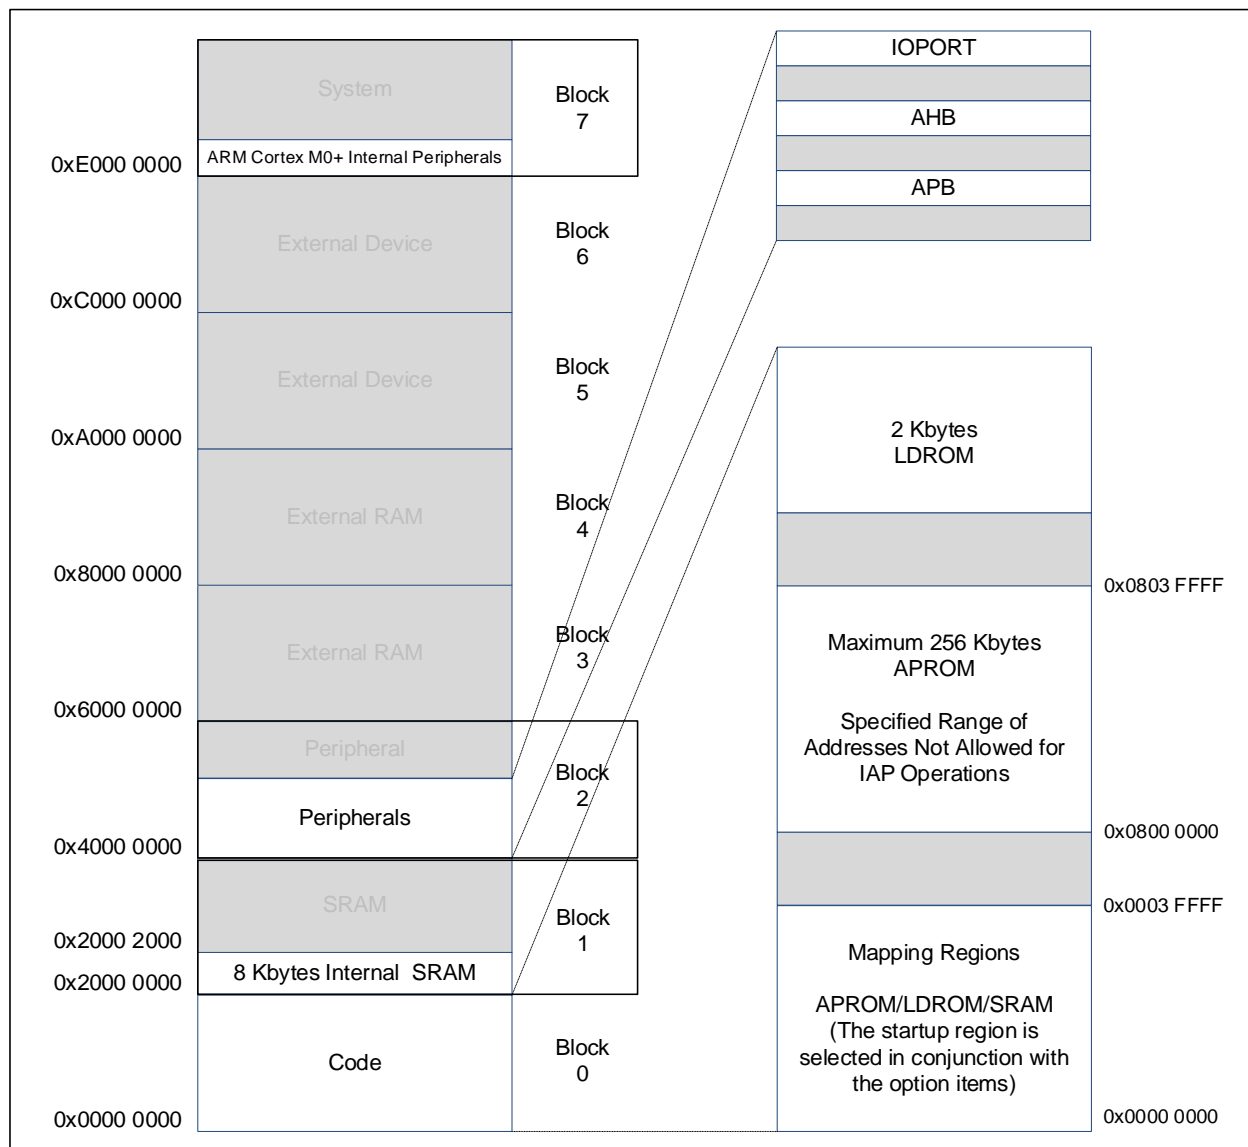 System
Block
7
ARM Cortex M0+ Internal Peripherals
0xE000 0000
External Device
Block
6
0xC000 0000
External Device
Block
5
0xA000 0000
External RAM
Block
4
0x8000 0000
External RAM
Block
3
0x6000 0000
Peripheral
Block
2
Peripherals
0x4000 0000
SRAM
Block
1
0x2000 2000
8 Kbytes Internal SRAM
0x2000 0000
Code
Block
0
0x0000 0000
IOPORT
AHB
APB
2 Kbytes
LDROM
0x0803 FFFF
Maximum 256 Kbytes
APROM
Specified Range of
Addresses Not Allowed for
IAP Operations
0x0800 0000
0x0003 FFFF
Mapping Regions
APROM/LDROM/SRAM
(The startup region is
selected in conjunction with
the option items)
0x0000 0000